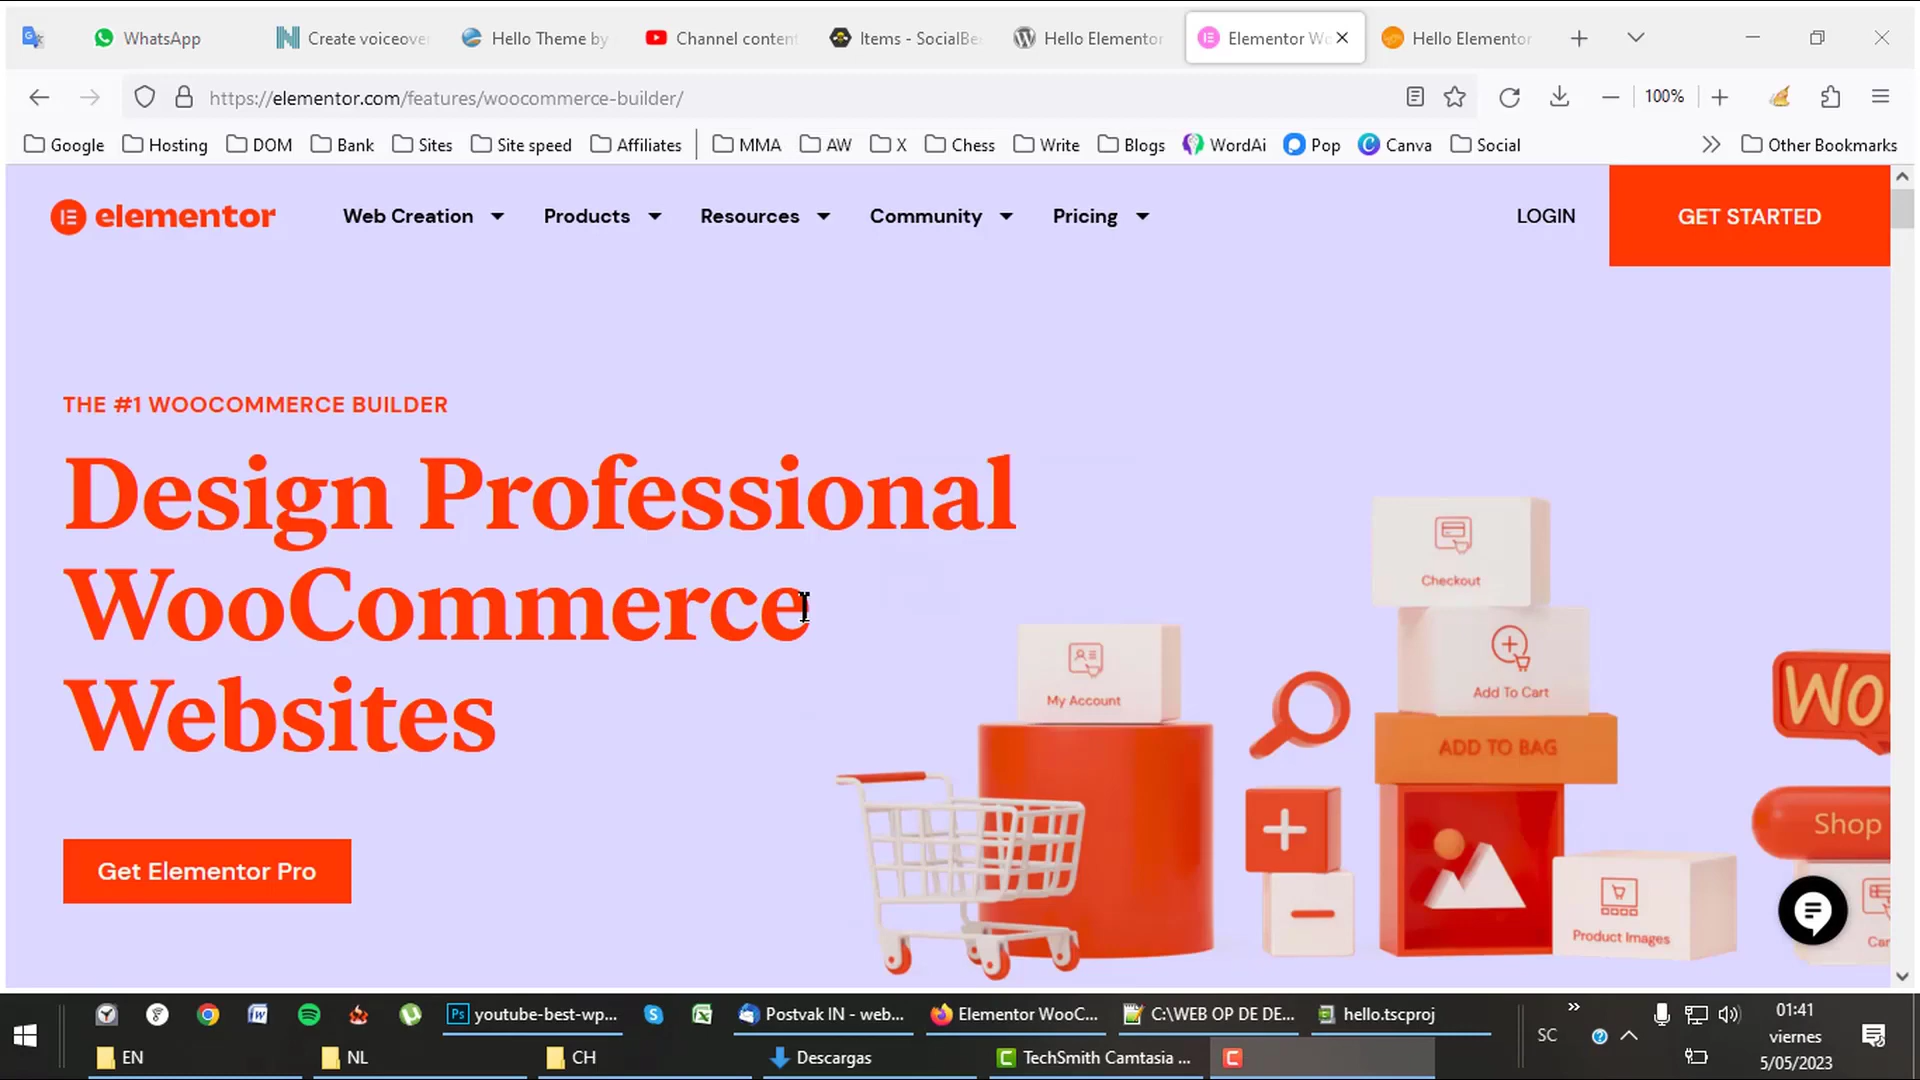 WhatsApp
Create voiceover
Hello Theme by
Channel content
Items - SocialBe
Hello Elementor
Elementor Wo
Hello Elementor
https://elementor.com/features/woocommerce-builder/
100%
Google
Hosting
DOM
Bank
Sites
Site speed
Affiliates
MMA
AW
X
Chess
Write
Blogs
WordAi
Pop
Canva
Social
Other Bookmarks
elementor
Web Creation
Products
Resources
Community
Pricing
LOGIN
GET STARTED
THE #1 WOOCOMMERCE BUILDER
Design Professional
WooCommerce
Websites
Get Elementor Pro
Checkout
My Account
Add To Cart
ADD TO BAG
Wo
Shop
Product Images
Car
youtube-best-wp...
Postvak IN - web...
Elementor WooC...
C:\WEB OP DE DE...
hello.tscproj
EN
NL
CH
Descargas
TechSmith Camtasia ...
SC
01:41
viernes
5/05/2023